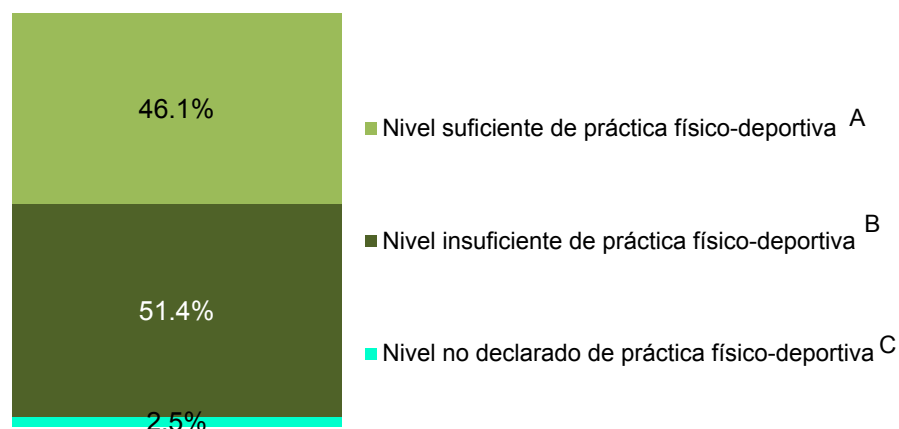 46.1%
Nivel suficiente de práctica físico-deportiva A
Nivel insuficiente de práctica físico-deportiva B
51.4%
Nivel no declarado de práctica físico-deportiva C
2.5%